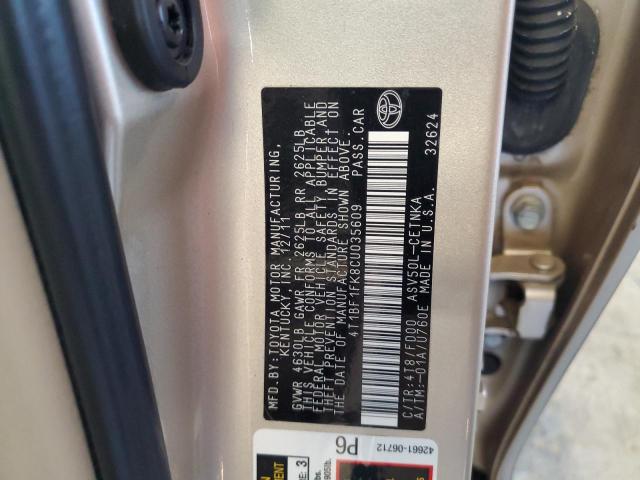 MFD.BY:TOYOTA MOTOR MANUFACTURING,
KENTUCKY, INC. 12/11
GVWR 4630LB GAWR FR 2625LB RR 2625LB
THIS VEHICLE CONFORMS TO ALL APPLICABLE
FEDERAL MOTOR VEHICLE SAFETY BUMPER AND
THEFT PREVENTION STANDARDS IN EFFECT ON
THE DATE OF MANUFACTURE SHOWN ABOVE.
4T1BF1FK8CU035609 PASS.CAR
C/TR:4T8/FD00 ASV50L-CETNKA
A/TM:-01A/U760E MADE IN U.S.A.
32624
P6
42661-06712
3